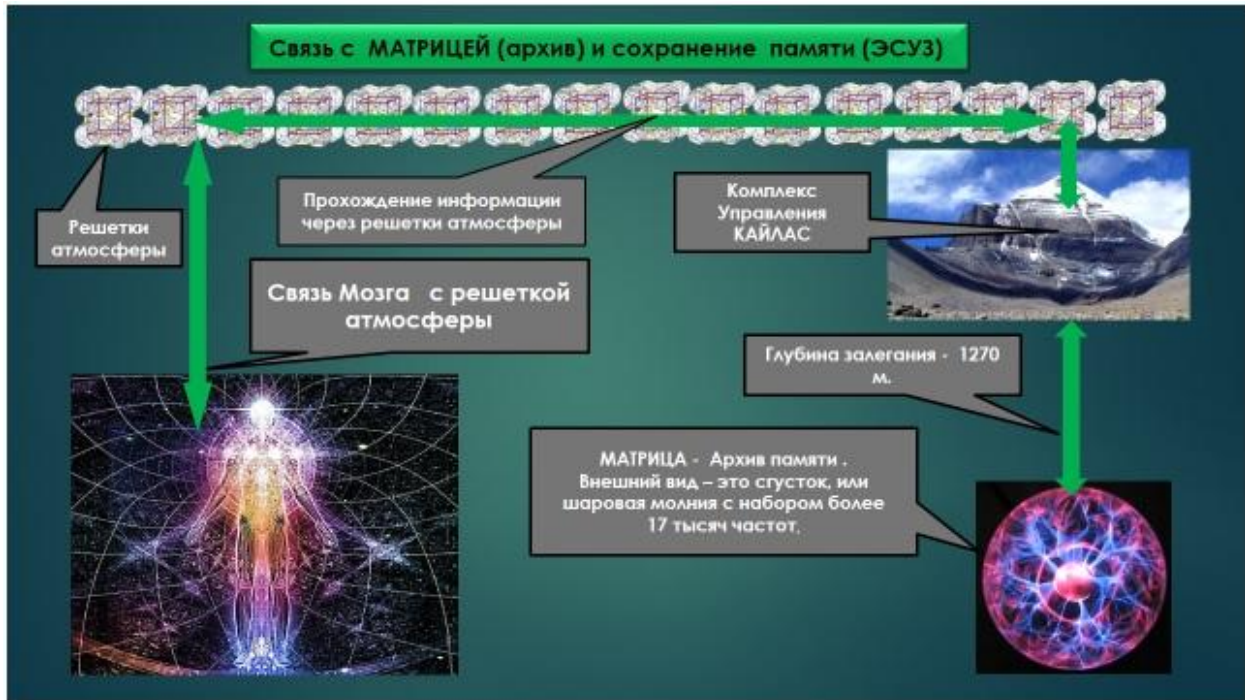 Связь с МАТРИЦЕЙ (архив) и сохранение памяти (ЭСУЗ)
Решетки
атмосферы
Прохождение информации
через решетки атмосферы
Комплекс
Управления
КАЙЛАС
Связь Мозга с решеткой
атмосферы
Глубина залегания - 1270
м.
МАТРИЦА - Архив памяти .
Внешний вид – это сгусток, или
шаровая молния с набором более
17 тысяч частот.